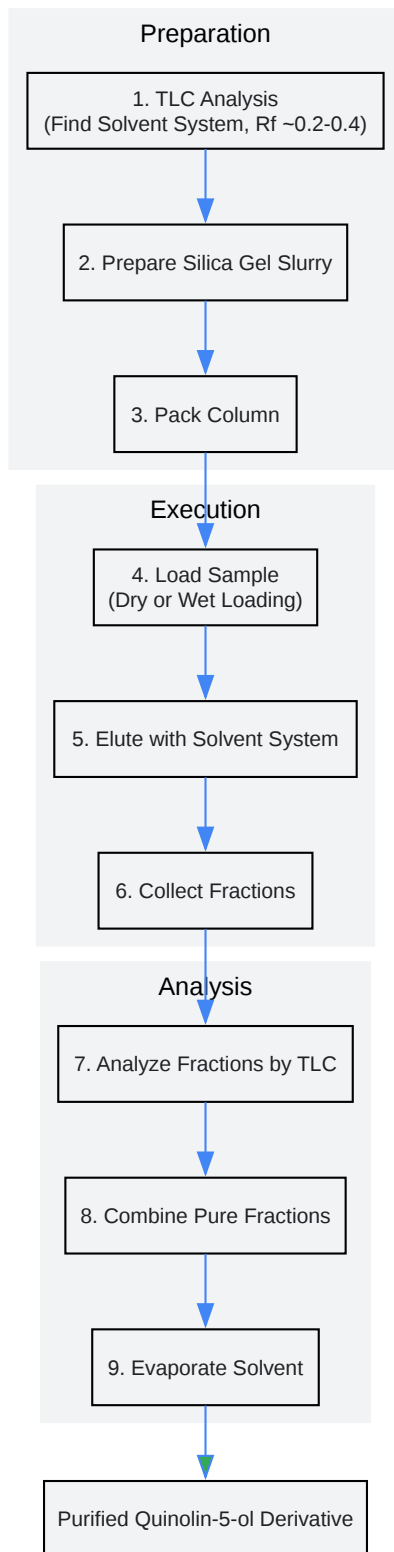 Preparation
1. TLC Analysis
(Find Solvent System, Rf ~0.2-0.4)
2. Prepare Silica Gel Slurry
3. Pack Column
Execution
4. Load Sample
(Dry or Wet Loading)
5. Elute with Solvent System
6. Collect Fractions
Analysis
7. Analyze Fractions by TLC
8. Combine Pure Fractions
9. Evaporate Solvent
Purified Quinolin-5-ol Derivative